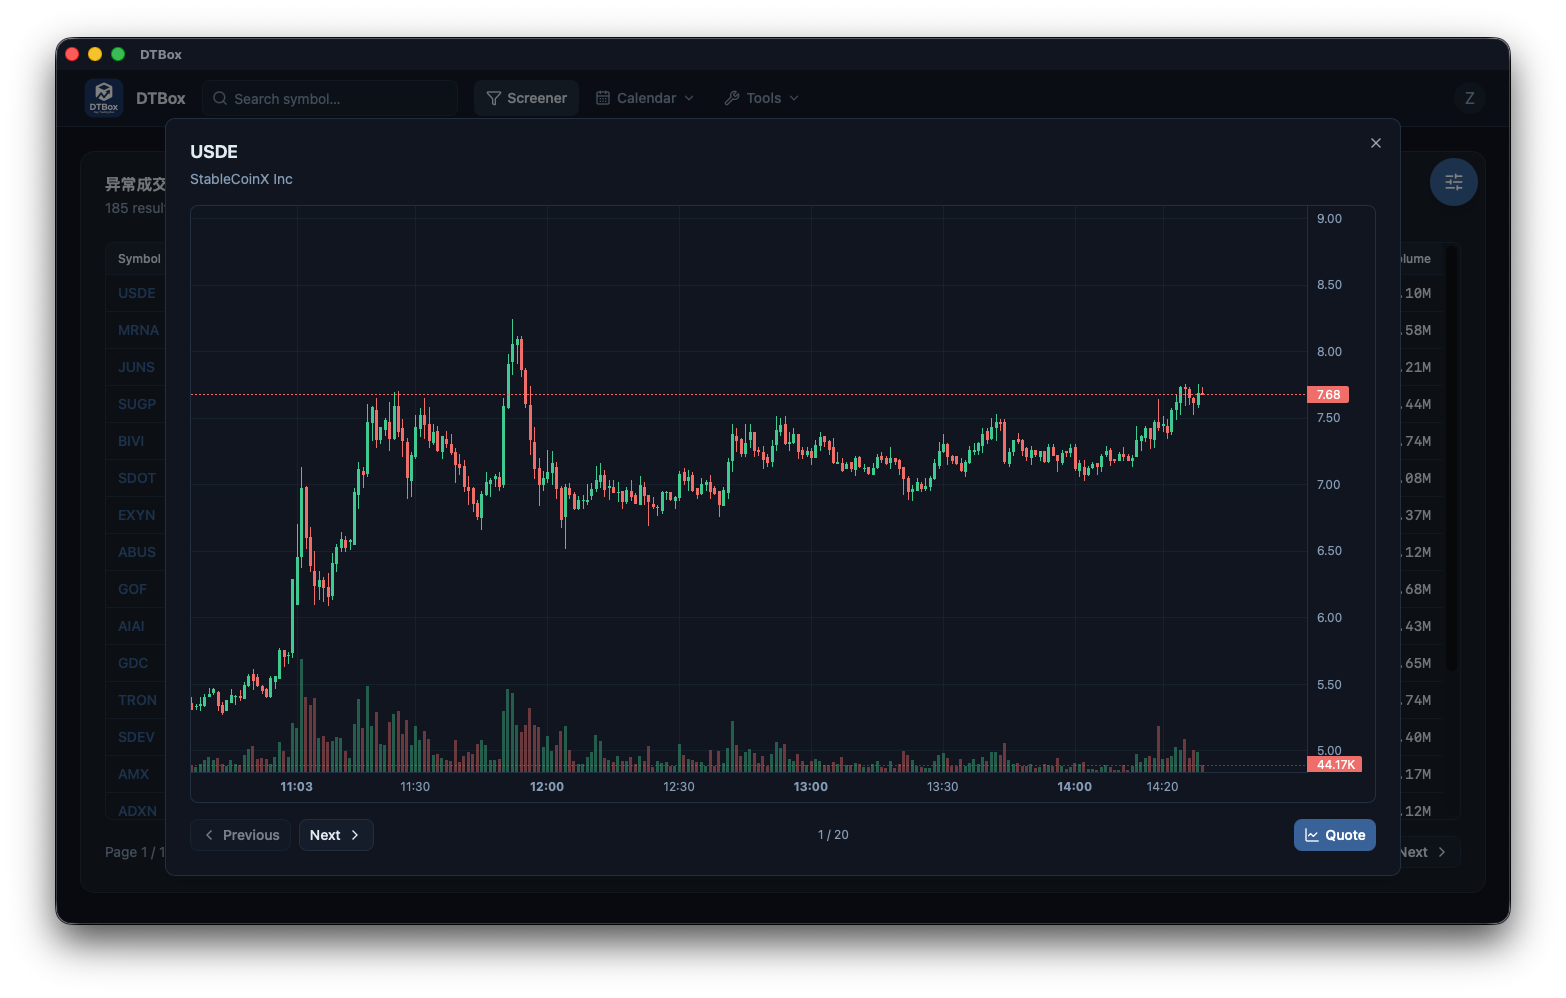 DTBox
DTBox
DTBox
Search symbol...
Screener
Calendar
Tools
Z
USDE
StableCoinX Inc
异常成交
185 resul
Symbol
USDE
MRNA
JUNS
SUGP
BIVI
SDOT
EXYN
ABUS
GOF
AIAI
GDC
TRON
SDEV
AMX
ADXN
Page 1 / 1
9.00
8.50
8.00
7.68
7.50
7.00
6.50
6.00
5.50
5.00
44.17K
11:03 11:30 12:00 12:30 13:00 13:30 14:00 14:20
Previous
Next
1 / 20
Quote
lume
.10M
.58M
.21M
.44M
.74M
.08M
.37M
.12M
.68M
.43M
.65M
.74M
.40M
.17M
.12M
Next